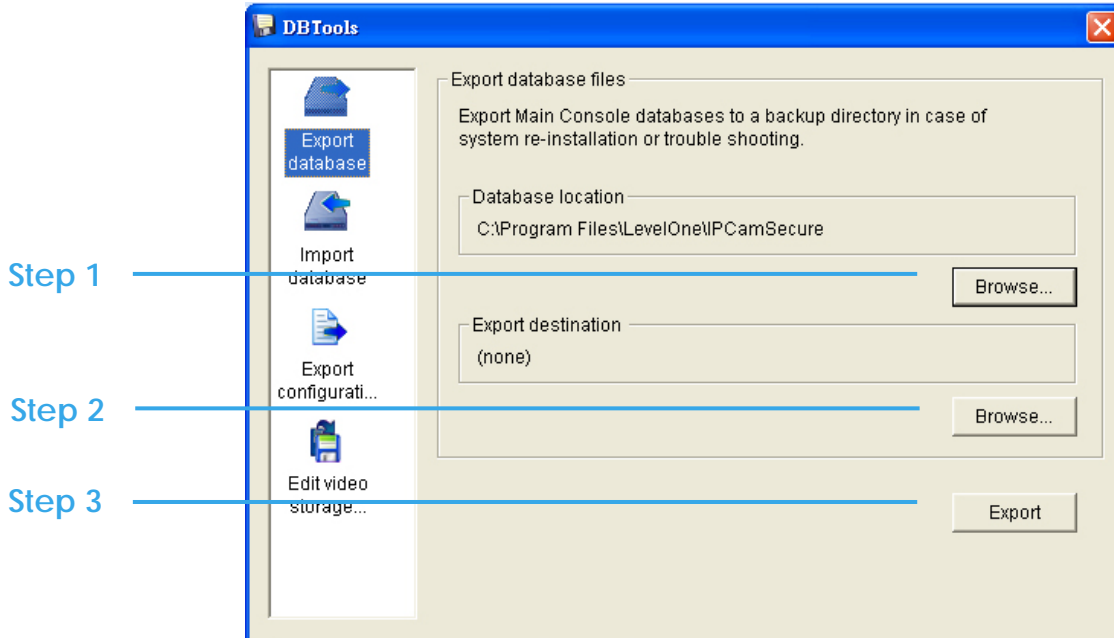 DBTools
Export
database
Import
database
Export
configurati...
Edit video
storage...
Export database files
Export Main Console databases to a backup directory in case of
system re-installation or trouble shooting.
Database location
C:\Program Files\LevelOne\IPCamSecure
Step 1
Browse...
Export destination
(none)
Step 2
Browse...
Step 3
Export